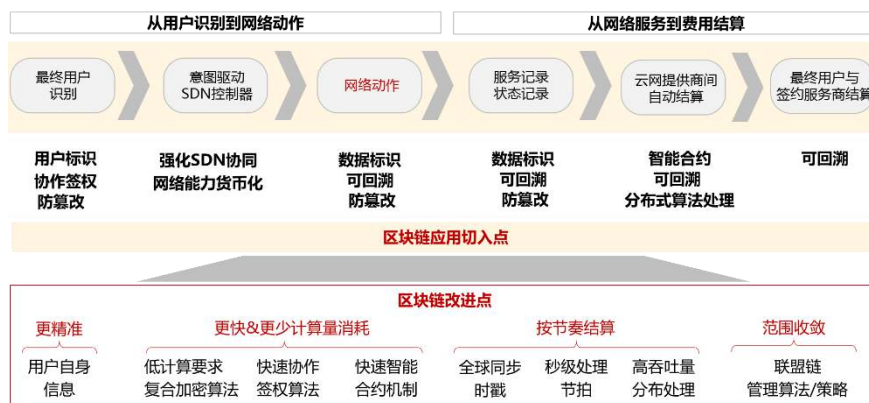 从用户识别到网络动作
从网络服务到费用结算
最终用户
识别
意图驱动
SDN控制器
网络动作
服务记录
状态记录
云网提供商间
自动结算
最终用户与
签约服务商结算
用户标识
协作签权
防篡改
强化SDN协同
网络能力货币化
数据标识
可回溯
防篡改
数据标识
可回溯
防篡改
智能合约
可回溯
分布式算法处理
可回溯
区块链应用切入点
区块链改进点
更精准
更快&更少计算量消耗
按节奏结算
范围收敛
用户自身
信息
低计算要求
复合加密算法
快速协作
签权算法
快速智能
合约机制
全球同步
时戳
秒级处理
节拍
高吞吐量
分布处理
联盟链
管理算法/策略